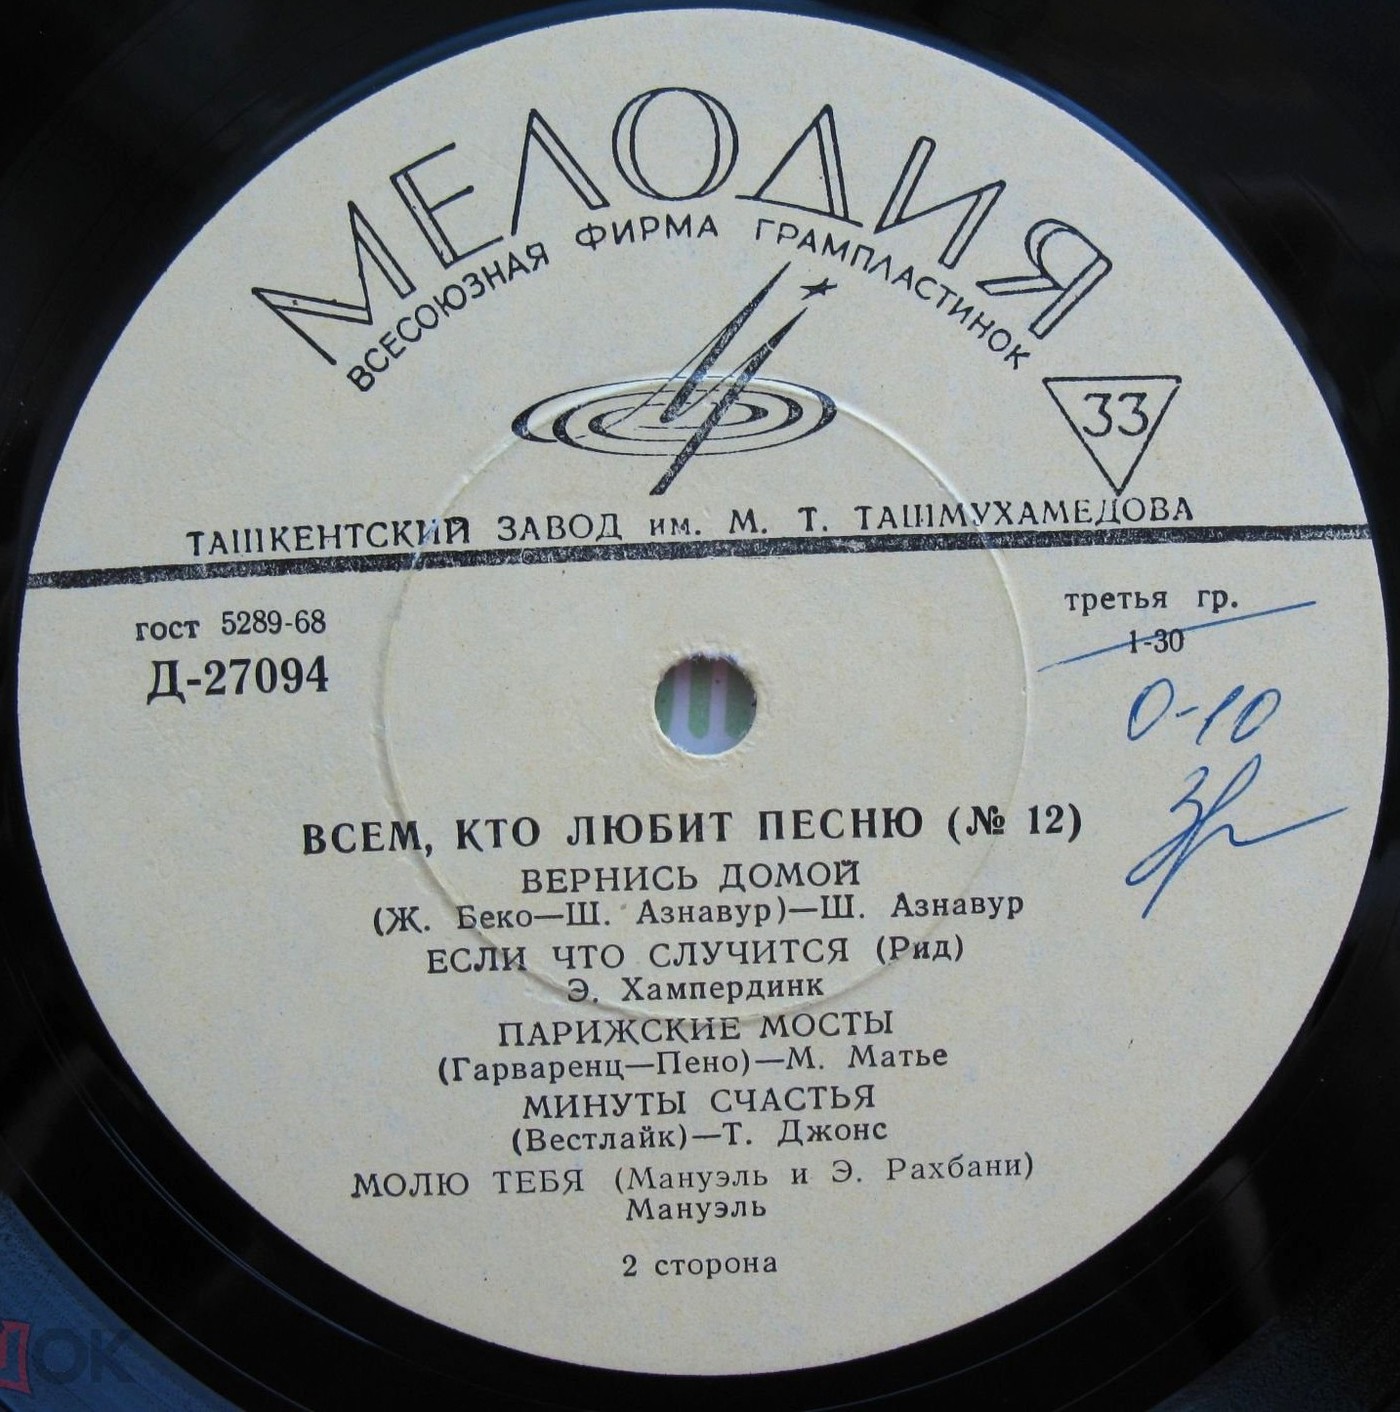 МЕЛОДИЯ
ВСЕСОЮЗНАЯ ФИРМА ГРАМПЛАСТИНОК
33
ТАШКЕНТСКИЙ ЗАВОД им. М. Т. ТАШМУХАМЕДОВА
гост 5289-68
Д-27094
третья гр.
1-30
0-10
ВСЕМ, КТО ЛЮБИТ ПЕСНЮ (№ 12)
ВЕРНИСЬ ДОМОЙ
(Ж. Беко—Ш. Азнавур)—Ш. Азнавур
ЕСЛИ ЧТО СЛУЧИТСЯ (Рид)
Э. Хампердинк
ПАРИЖСКИЕ МОСТЫ
(Гарваренц—Пено)—М. Матье
МИНУТЫ СЧАСТЬЯ
(Вестлайк)—Т. Джонс
МОЛЮ ТЕБЯ (Мануэль и Э. Рахбани)
Мануэль
2 сторона